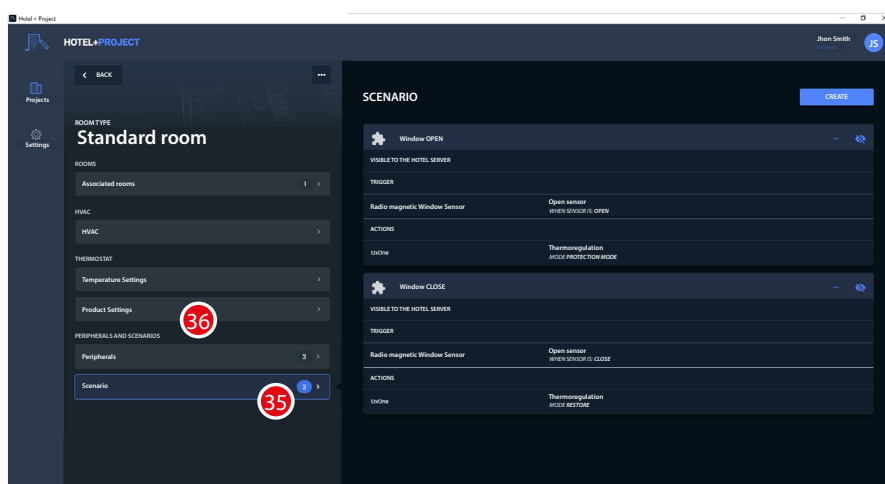 Hotel + Project
HOTEL+PROJECT
Jhon Smith
Logout
JS
Projects
Settings
BACK
ROOM TYPE
Standard room
ROOMS
Associated rooms 1
HVAC
HVAC
THERMOSTAT
Temperature Settings
Product Settings
36
PERIPHERALS AND SCENARIOS
Peripherals 3
Scenario 2
35
SCENARIO
CREATE
Window OPEN
VISIBLE TO THE HOTEL SERVER
TRIGGER
Radio magnetic Window Sensor
Open sensor
WHEN SENSOR IS: OPEN
ACTIONS
UxOne
Thermoregulation
MODE PROTECTION MODE
Window CLOSE
VISIBLE TO THE HOTEL SERVER
TRIGGER
Radio magnetic Window Sensor
Open sensor
WHEN SENSOR IS: CLOSE
ACTIONS
UxOne
Thermoregulation
MODE RESTORE